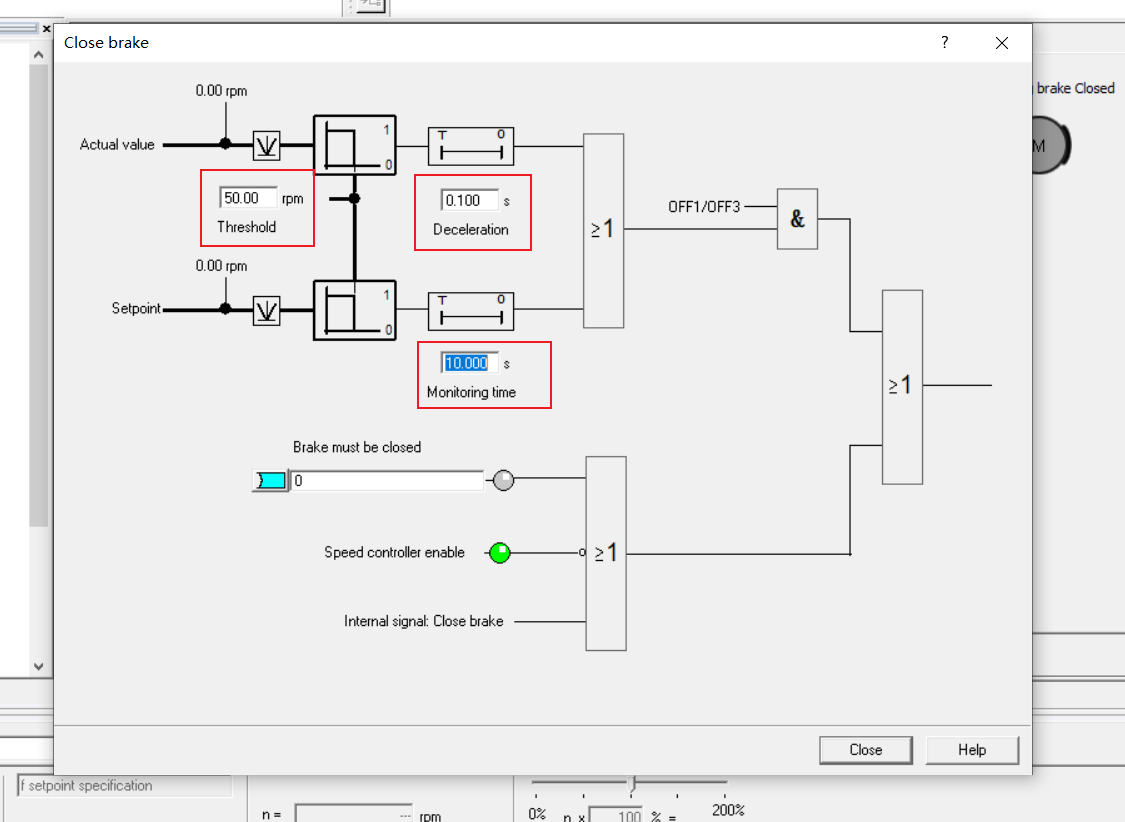 Close brake
?
brake Closed
M
0.00 rpm
Actual value
1
0
T 0
50.00 rpm
Threshold
0.100 s
Deceleration
≥1
OFF1/OFF3
&
0.00 rpm
Setpoint
1
0
T 0
10.000 s
Monitoring time
≥1
Brake must be closed
0
Speed controller enable
≥1
Internal signal: Close brake
Close
Help
f setpoint specification
n =
--- rpm
0%
200%
n x 100 % =